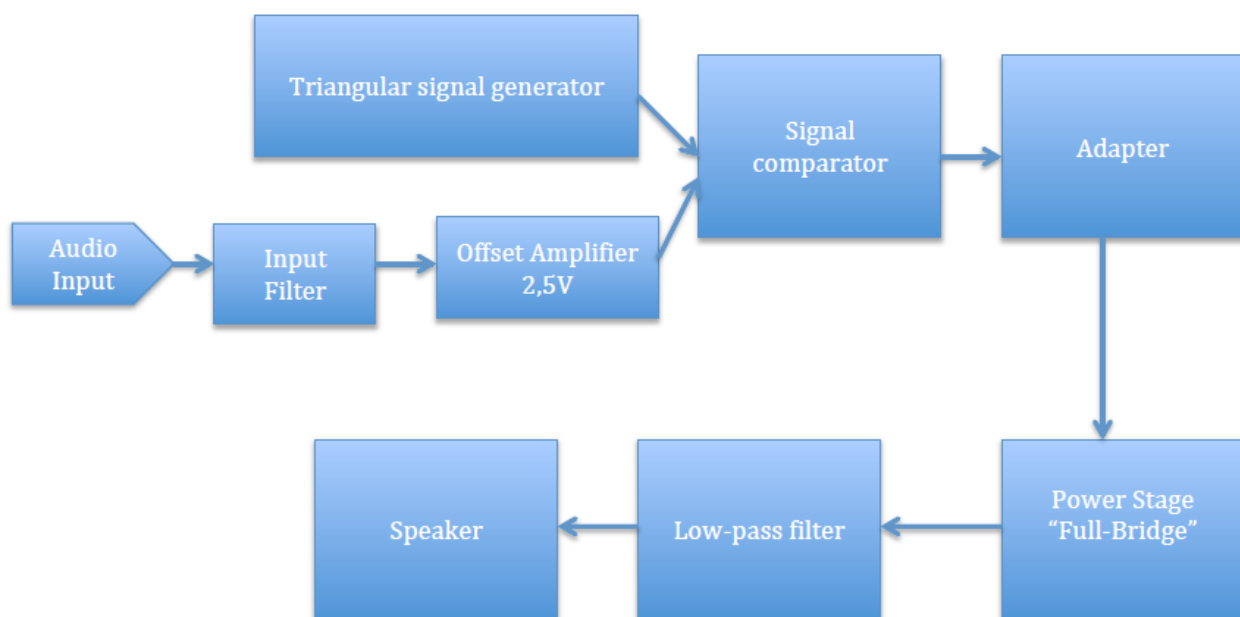 Triangular signal generator
Signal
comparator
Adapter
Audio
Input
Input
Filter
Offset Amplifier
2,5V
Speaker
Low-pass filter
Power Stage
“Full-Bridge”